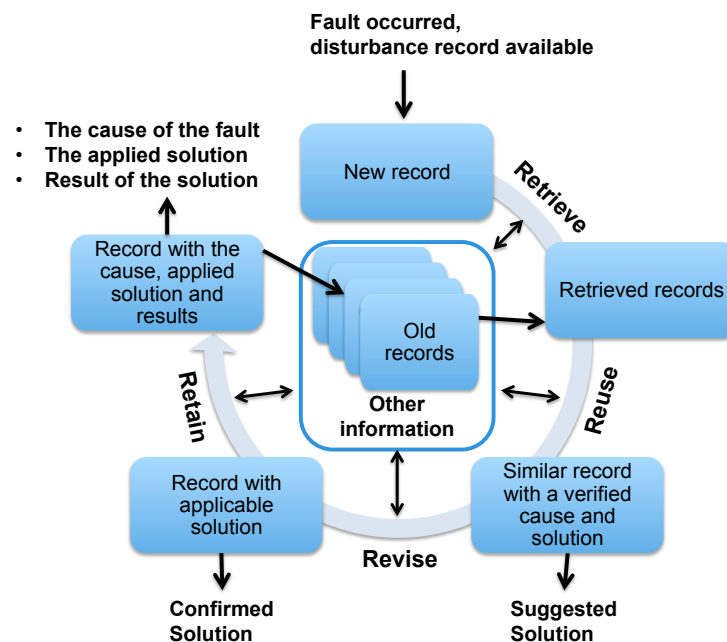 Fault occurred,
disturbance record available
• The cause of the fault
• The applied solution
• Result of the solution
New record
Retrieve
Record with the
cause, applied
solution and
results
Retrieved records
Old
records
Other
information
Retain
Reuse
Record with
applicable
solution
Similar record
with a verified
cause and
solution
Revise
Confirmed
Solution
Suggested
Solution